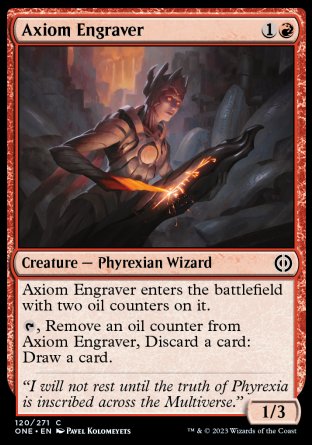 Axiom Engraver 1
Creature — Phyrexian Wizard
Axiom Engraver enters the battlefield
with two oil counters on it.
, Remove an oil counter from
Axiom Engraver, Discard a card:
Draw a card.
“I will not rest until the truth of Phyrexia
is inscribed across the Multiverse.”
1/3
120/271 C
ONE • EN PAVEL KOLOMEYETS ™ & © 2023 Wizards of the Coast